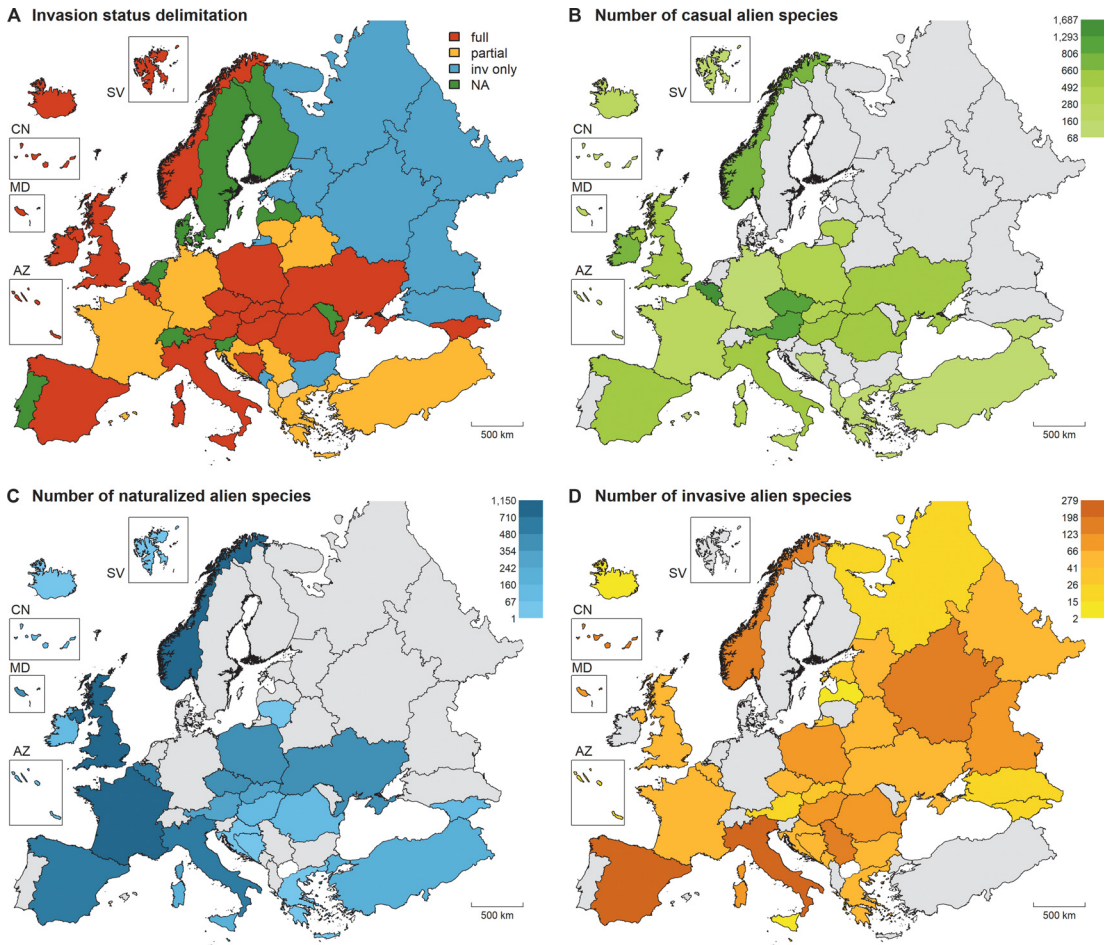 A Invasion status delimitation
full
partial
inv only
NA
SV
CN
MD
AZ
500 km
B Number of casual alien species
1,687
1,293
806
660
492
280
160
68
SV
CN
MD
AZ
500 km
C Number of naturalized alien species
1,150
710
480
354
242
160
67
1
SV
CN
MD
AZ
500 km
D Number of invasive alien species
279
198
123
66
41
26
15
2
SV
CN
MD
AZ
500 km